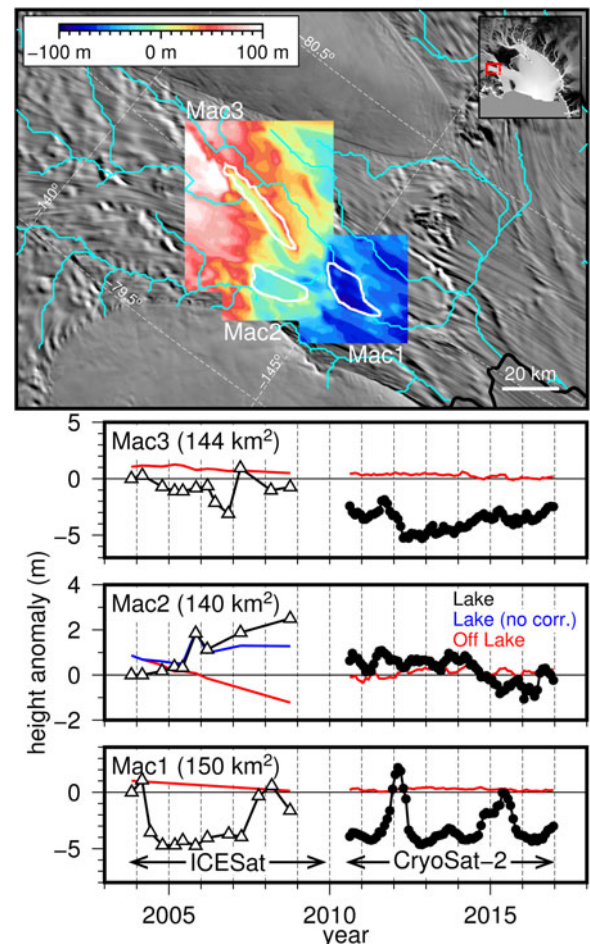 −100 m 0 m 100 m
−80.5°
Mac3
−140°
−79.5°
Mac2
Mac1
−145°
20 km
Mac3 (144 km²)
5
0
−5
Mac2 (140 km²)
Lake
Lake (no corr.)
Off Lake
4
2
0
−2
height anomaly (m)
Mac1 (150 km²)
0
−5
ICESat
CryoSat−2
2005 2010 2015
year